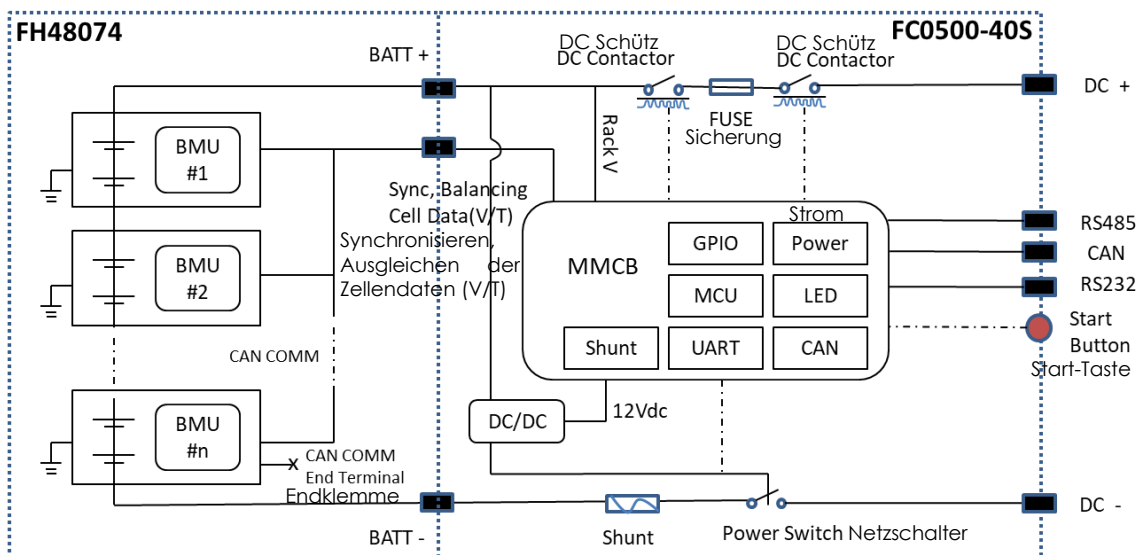 FH48074
FC0500-40S
BATT +
DC Schütz
DC Contactor
DC Schütz
DC Contactor
DC +
FUSE
Sicherung
Rack V
BMU
#1
Sync, Balancing
Cell Data(V/T)
Synchronisieren,
Ausgleichen der
Zellendaten (V/T)
BMU
#2
CAN COMM
BMU
#n
CAN COMM
End Terminal
Endklemme
BATT -
MMCB
Strom
GPIO
Power
MCU
LED
Shunt
UART
CAN
RS485
CAN
RS232
Start
Button
Start-Taste
DC/DC
12Vdc
Shunt
Power Switch Netzschalter
DC -